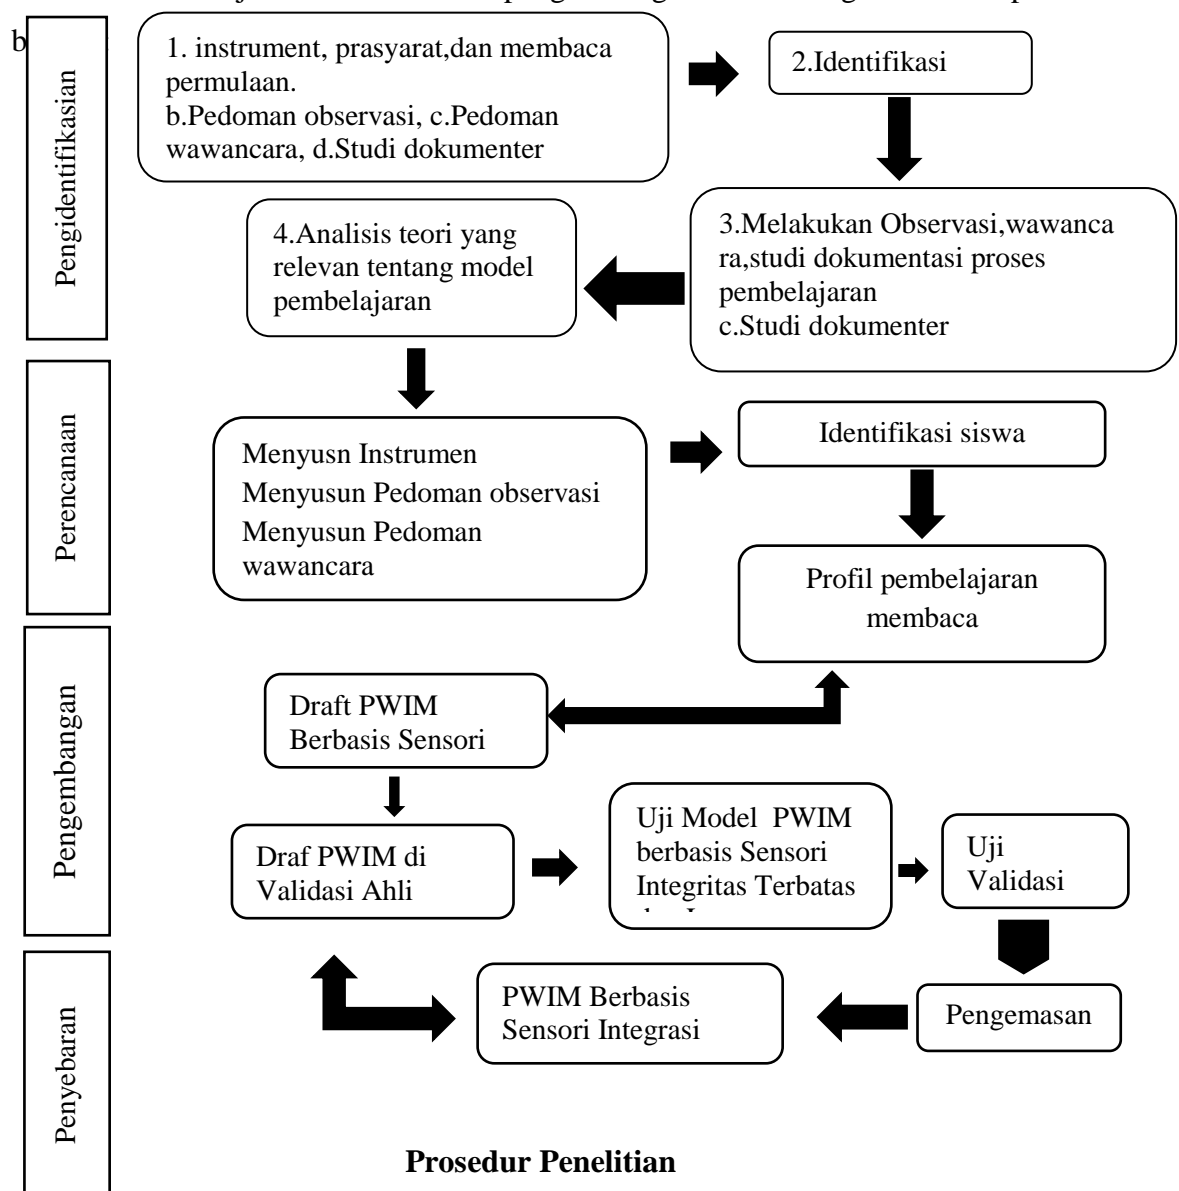 b
Pengidentifikasian
1. instrument, prasyarat,dan membaca
permulaan.
b.Pedoman observasi, c.Pedoman
wawancara, d.Studi dokumenter
2.Identifikasi
3.Melakukan Observasi,wawanca
ra,studi dokumentasi proses
pembelajaran
c.Studi dokumenter
4.Analisis teori yang
relevan tentang model
pembelajaran
Perencanaan
Menyusn Instrumen
Menyusun Pedoman observasi
Menyusun Pedoman
wawancara
Identifikasi siswa
Profil pembelajaran
membaca
Pengembangan
Draft PWIM
Berbasis Sensori
Draf PWIM di
Validasi Ahli
Uji Model  PWIM
berbasis Sensori
Integritas Terbatas
Uji
Validasi
Penyebaran
Pengemasan
PWIM Berbasis
Sensori Integrasi
Prosedur Penelitian